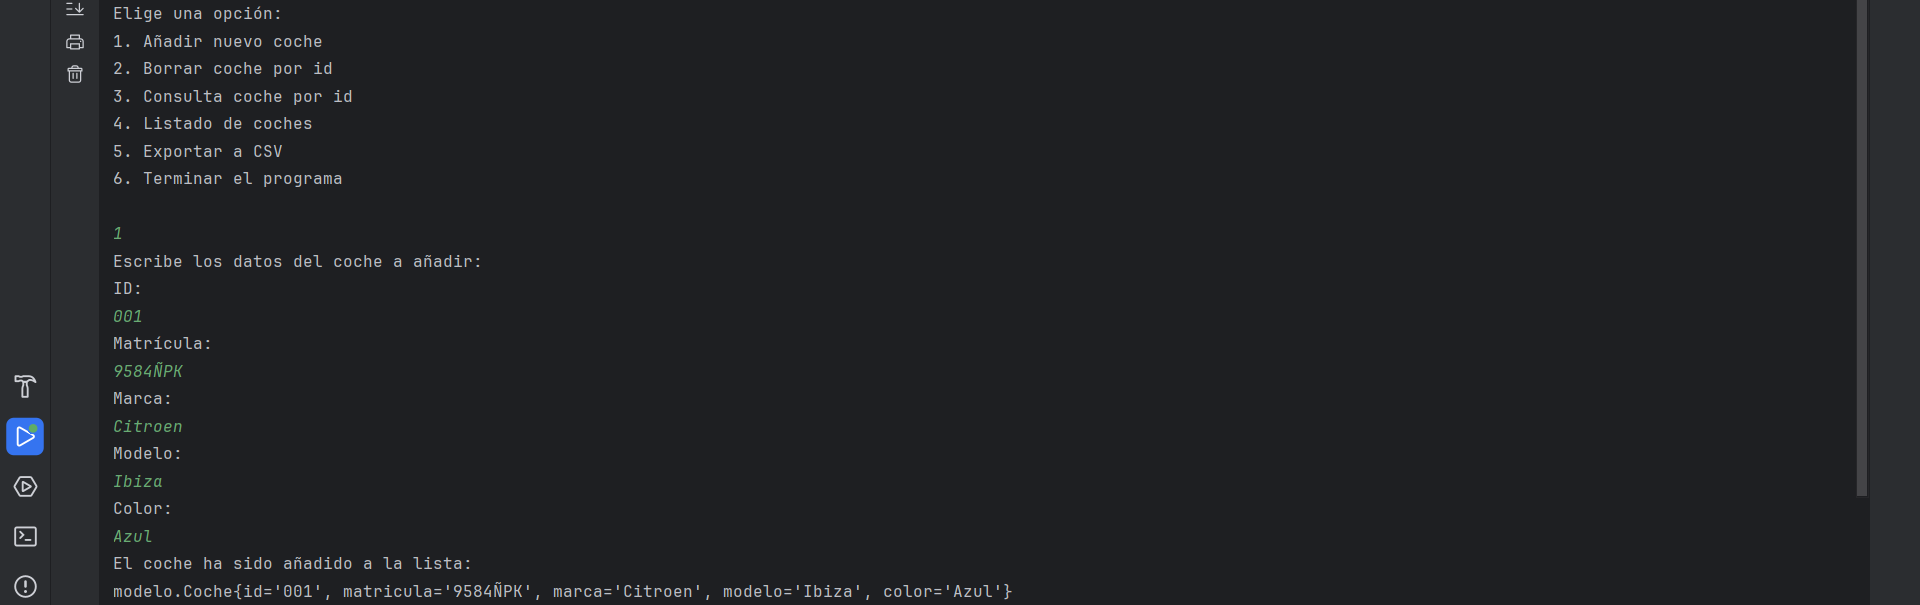 Elige una opción:
1. Añadir nuevo coche
2. Borrar coche por id
3. Consulta coche por id
4. Listado de coches
5. Exportar a CSV
6. Terminar el programa
1
Escribe los datos del coche a añadir:
ID:
001
Matrícula:
9584ÑPK
Marca:
Citroen
Modelo:
Ibiza
Color:
Azul
El coche ha sido añadido a la lista:
modelo.Coche{id='001', matricula='9584ÑPK', marca='Citroen', modelo='Ibiza', color='Azul'}